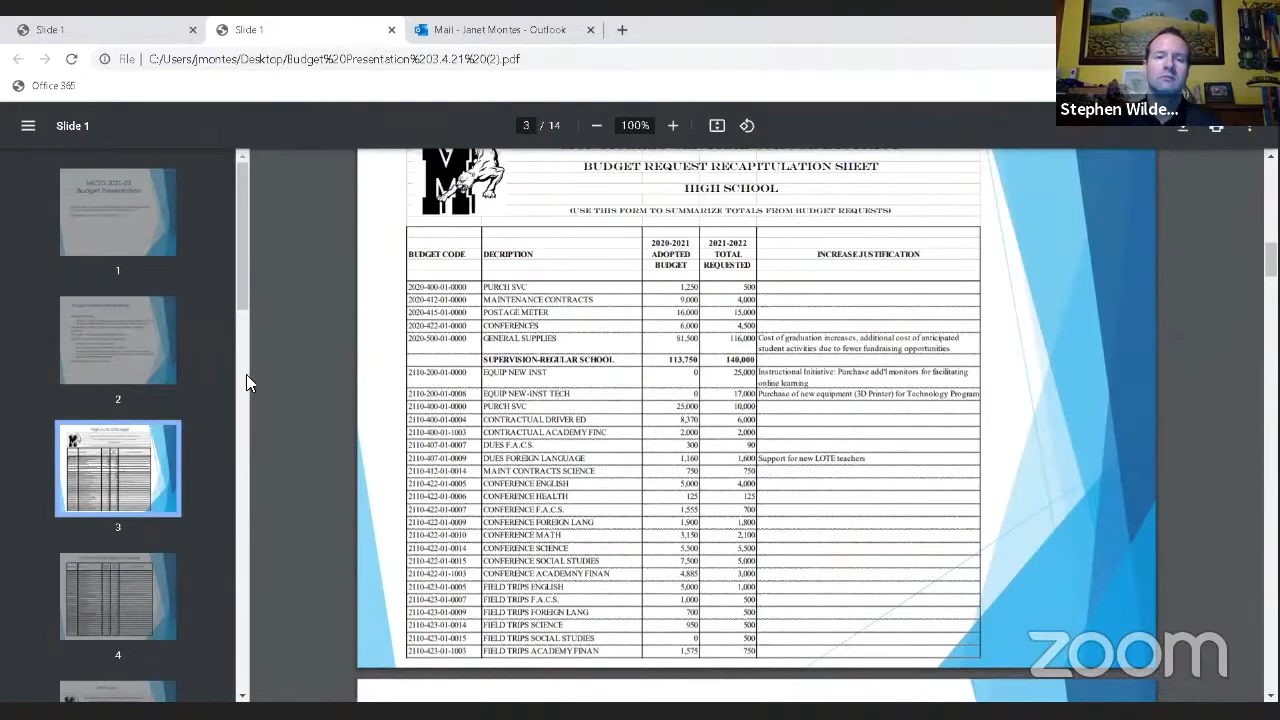 Slide 1
Slide 1
Mail - Janet Montes - Outlook
File
C:/Users/jmontes/Desktop/Budget%20Presentation%203.4.21%20(2).pdf
Office 365
Stephen Wilde...
Slide 1
3 / 14
100%
BUDGET REQUEST RECAPITULATION SHEET
HIGH SCHOOL
(USE THIS FORM TO SUMMARIZE TOTALS FROM BUDGET REQUESTS)
BUDGET CODE DECRIPTION 2020-2021 ADOPTED BUDGET 2021-2022 TOTAL REQUESTED INCREASE JUSTIFICATION
2020-400-01-0000 PURCH SVC 1,250 500
2020-412-01-0000 MAINTENANCE CONTRACTS 9,000 4,000
2020-415-01-0000 POSTAGE METER 16,000 15,000
2020-422-01-0000 CONFERENCES 6,000 4,500
2020-500-01-0000 GENERAL SUPPLIES 81,500 116,000 Cost of graduation increases, additional cost of anticipated
student activities due to fewer fundraising opportunities
SUPERVISION-REGULAR SCHOOL 113,750 140,000
2110-200-01-0000 EQUIP NEW INST 0 25,000 Instructional Initiative: Purchase add'l monitors for facilitating
online learning
2110-200-01-0008 EQUIP NEW-INST TECH 0 17,000 Purchase of new equipment (3D Printer) for Technology Program
2110-400-01-0000 PURCH SVC 25,000 10,000
2110-400-01-0004 CONTRACTUAL DRIVER ED 8,370 6,000
2110-400-01-1003 CONTRACTUAL ACADEMY FINC 2,000 2,000
2110-407-01-0007 DUES F.A.C.S. 300 90
2110-407-01-0009 DUES FOREIGN LANGUAGE 1,160 1,600 Support for new LOTE teachers
2110-412-01-0014 MAINT CONTRACTS SCIENCE 750 750
2110-422-01-0005 CONFERENCE ENGLISH 5,000 4,000
2110-422-01-0006 CONFERENCE HEALTH 125 125
2110-422-01-0007 CONFERENCE F.A.C.S. 1,555 700
2110-422-01-0009 CONFERENCE FOREIGN LANG 1,900 1,800
2110-422-01-0010 CONFERENCE MATH 3,150 2,100
2110-422-01-0014 CONFERENCE SCIENCE 5,500 5,500
2110-422-01-0015 CONFERENCE SOCIAL STUDIES 7,500 5,000
2110-422-01-1003 CONFERENCE ACADEMNY FINAN 4,885 3,000
2110-423-01-0005 FIELD TRIPS ENGLISH 5,000 1,000
2110-423-01-0007 FIELD TRIPS F.A.C.S. 1,000 500
2110-423-01-0009 FIELD TRIPS FOREIGN LANG 700 500
2110-423-01-0014 FIELD TRIPS SCIENCE 950 500
2110-423-01-0015 FIELD TRIPS SOCIAL STUDIES 0 500
2110-423-01-1003 FIELD TRIPS ACADEMY FINAN 1,575 750
Budget Presentation
1
2
3
4
zoom